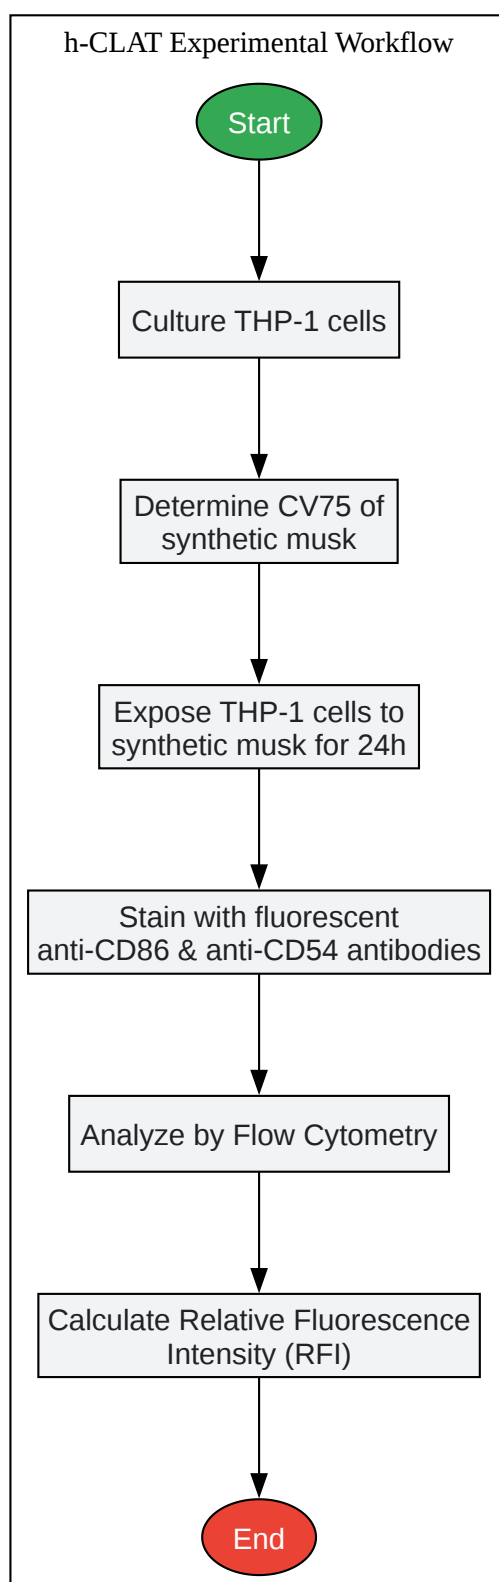 h-CLAT Experimental Workflow
Start
Culture THP-1 cells
Determine CV75 of
synthetic musk
Expose THP-1 cells to
synthetic musk for 24h
Stain with fluorescent
anti-CD86 & anti-CD54 antibodies
Analyze by Flow Cytometry
Calculate Relative Fluorescence
Intensity (RFI)
End